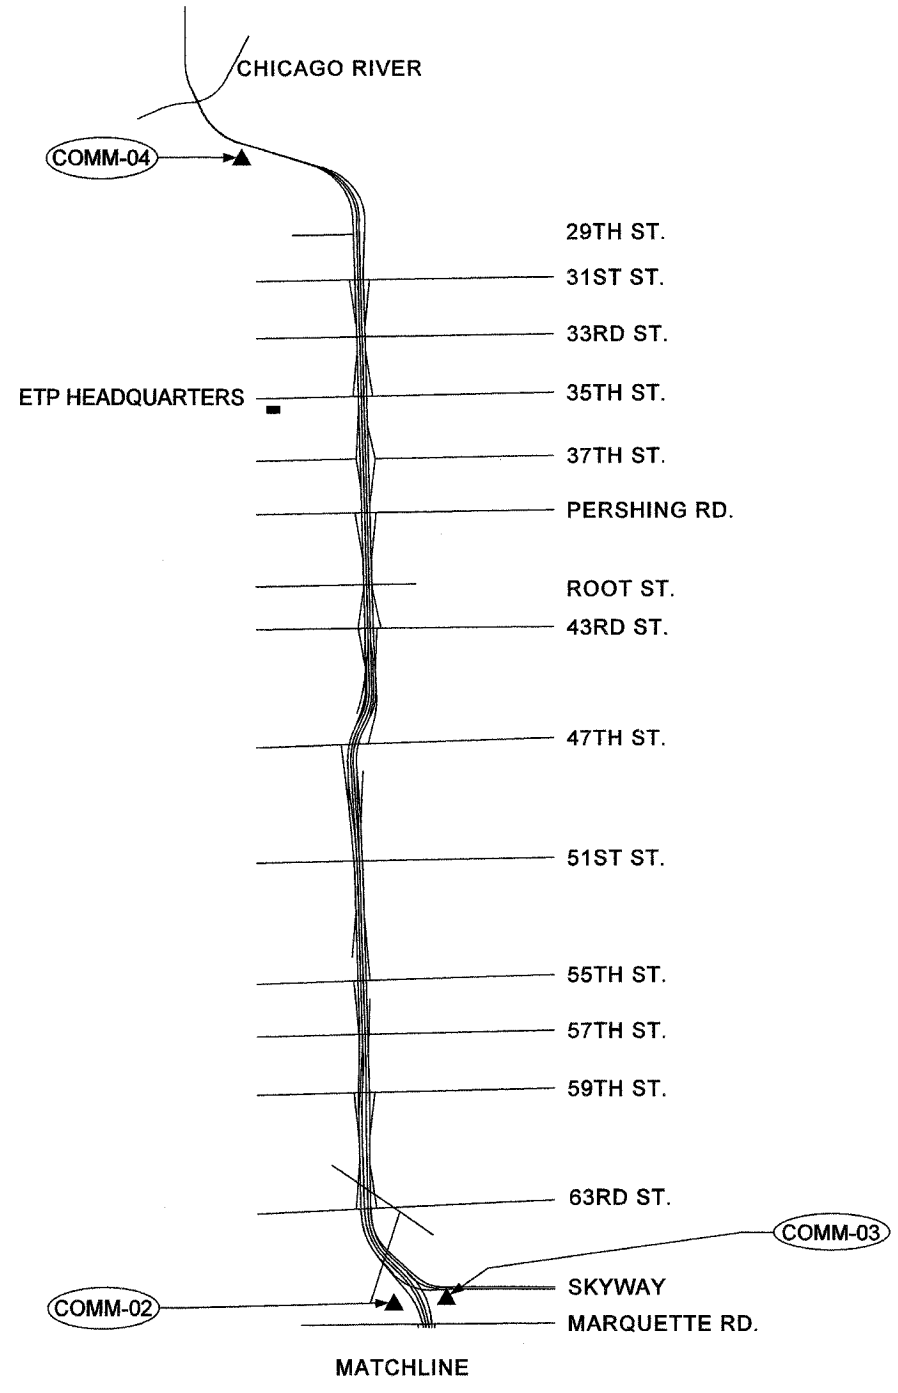 CHICAGO RIVER
COMM-04
29TH ST.
31ST ST.
33RD ST.
35TH ST.
ETP HEADQUARTERS
37TH ST.
PERSHING RD.
ROOT ST.
43RD ST.
47TH ST.
51ST ST.
55TH ST.
57TH ST.
59TH ST.
63RD ST.
COMM-03
SKYWAY
COMM-02
MARQUETTE RD.
MATCHLINE